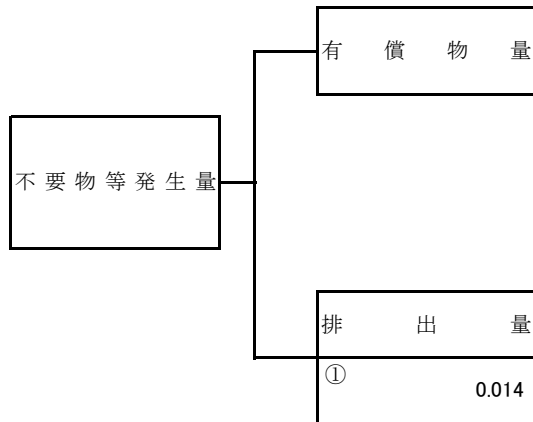 有償物量
不要物等発生量
排出量
①
0.014